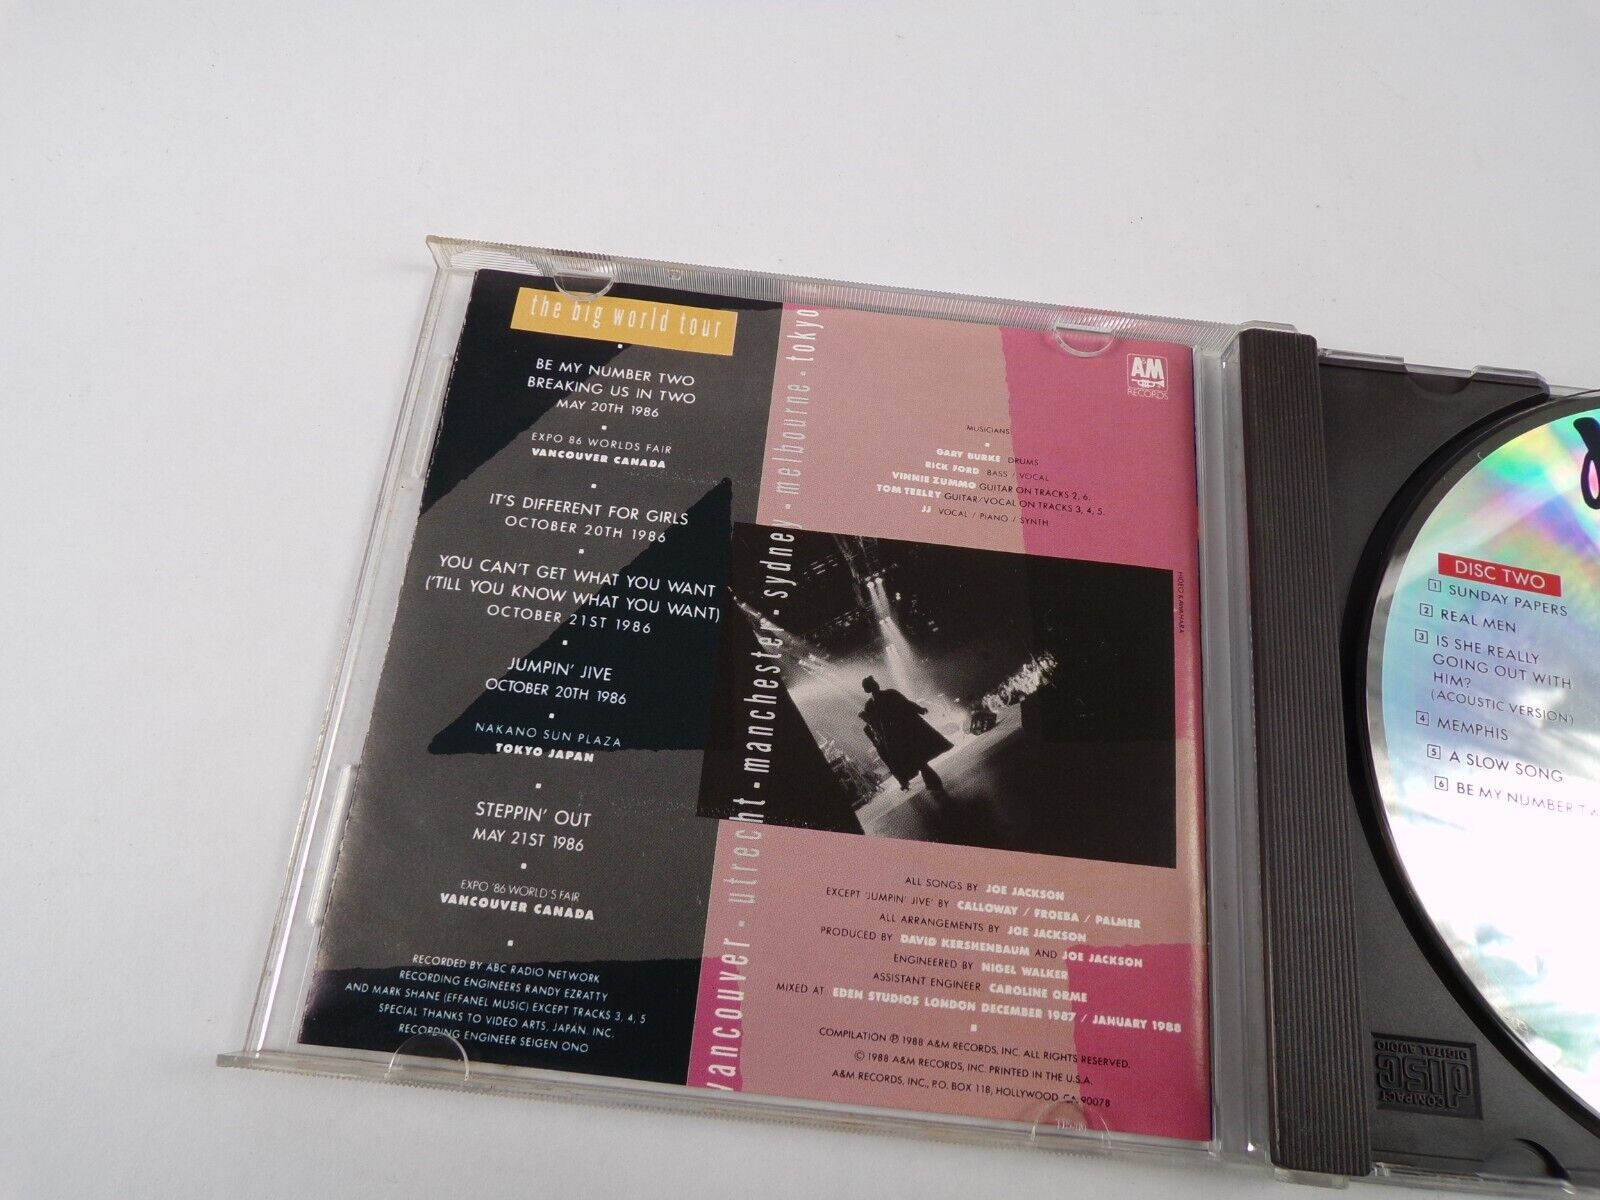 the big world tour
BE MY NUMBER TWO
BREAKING US IN TWO
MAY 20TH 1986
EXPO 86 WORLDS FAIR
VANCOUVER CANADA
IT'S DIFFERENT FOR GIRLS
OCTOBER 20TH 1986
YOU CAN'T GET WHAT YOU WANT
('TILL YOU KNOW WHAT YOU WANT)
OCTOBER 21ST 1986
JUMPIN' JIVE
OCTOBER 20TH 1986
NAKANO SUN PLAZA
TOKYO JAPAN
STEPPIN' OUT
MAY 21ST 1986
EXPO '86 WORLD'S FAIR
VANCOUVER CANADA
RECORDED BY ABC RADIO NETWORK
RECORDING ENGINEERS RANDY EZRATTY
AND MARK SHANE (EFFANEL MUSIC) EXCEPT TRACKS 3, 4, 5
SPECIAL THANKS TO VIDEO ARTS, JAPAN, INC.
RECORDING ENGINEER SEIGEN ONO
vancouver - utrecht - manchester - sydney - melbourne - tokyo
A&M
RECORDS
MUSICIANS
GARY BURKE DRUMS
RICK FORD BASS / VOCAL
VINNIE ZUMMO GUITAR ON TRACKS 2, 6.
TOM TEELEY GUITAR/VOCAL ON TRACKS 3, 4, 5.
JJ VOCAL / PIANO / SYNTH
HIDEO KAWAHARA
ALL SONGS BY JOE JACKSON
EXCEPT 'JUMPIN' JIVE' BY CALLOWAY / FROEBA / PALMER
ALL ARRANGEMENTS BY JOE JACKSON
PRODUCED BY DAVID KERSHENBAUM AND JOE JACKSON
ENGINEERED BY NIGEL WALKER
ASSISTANT ENGINEER CAROLINE ORME
MIXED AT EDEN STUDIOS LONDON DECEMBER 1987 / JANUARY 1988
COMPILATION ℗ 1988 A&M RECORDS, INC. ALL RIGHTS RESERVED.
© 1988 A&M RECORDS, INC. PRINTED IN THE U.S.A.
A&M RECORDS, INC., P.O. BOX 118, HOLLYWOOD, CA 90078
DISC TWO
1 SUNDAY PAPERS
2 REAL MEN
3 IS SHE REALLY
GOING OUT WITH
HIM?
(ACOUSTIC VERSION)
4 MEMPHIS
5 A SLOW SONG
6 BE MY NUMBER
COMPACT
disc
DIGITAL AUDIO